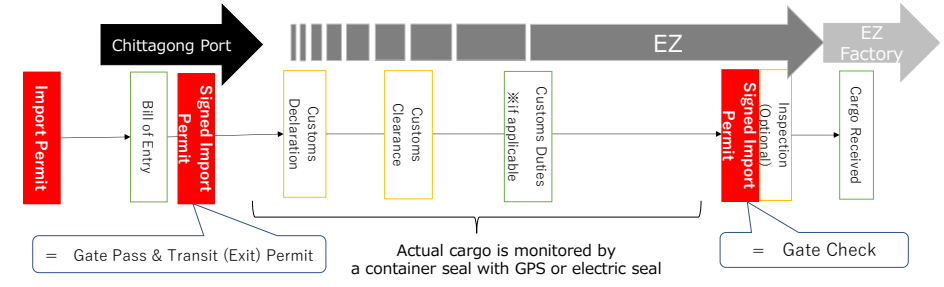 Chittagong Port
EZ
EZ
Factory
Import Permit
Bill of Entry
Signed Import
Permit
Customs
Declaration
Customs
Clearance
Customs Duties
※if applicable
Signed Import
Permit
Inspection
(Optional)
Cargo Received
= Gate Pass & Transit (Exit) Permit
Actual cargo is monitored by
a container seal with GPS or electric seal
= Gate Check